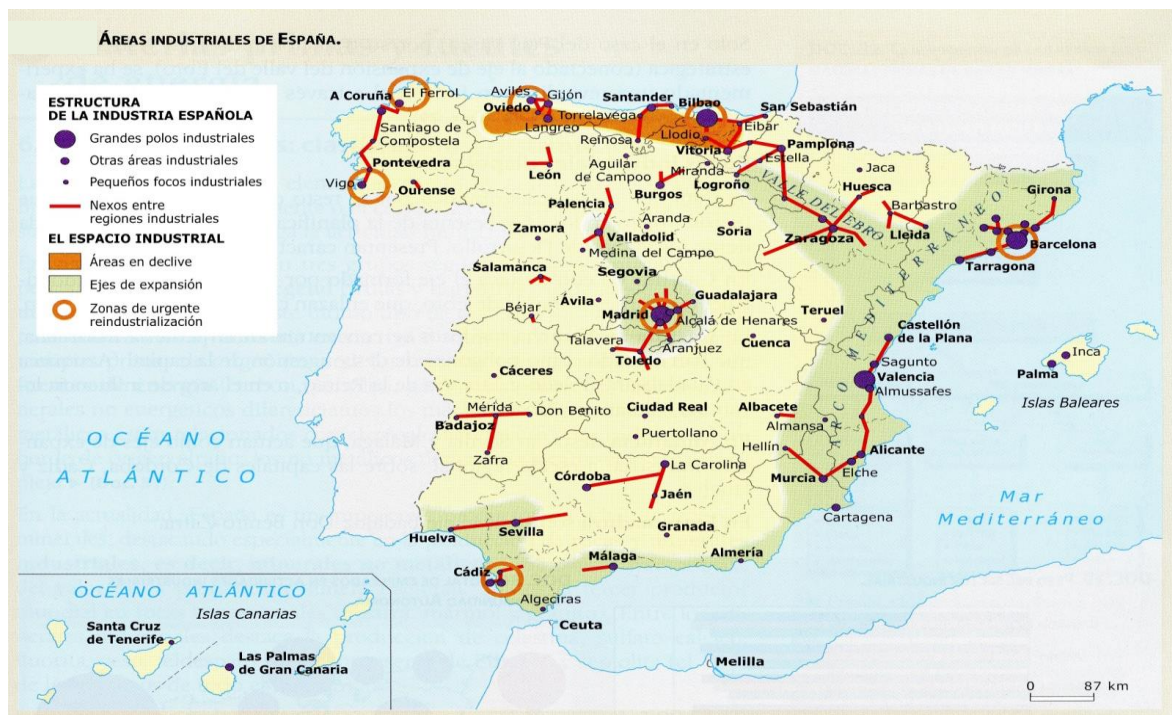 ÁREAS INDUSTRIALES DE ESPAÑA.
ESTRUCTURA
DE LA INDUSTRIA ESPAÑOLA
Grandes polos industriales
Otras áreas industriales
Pequeños focos industriales
Nexos entre
regiones industriales
EL ESPACIO INDUSTRIAL
Áreas en declive
Ejes de expansión
Zonas de urgente
reindustrialización
A Coruña
El Ferrol
Santiago de
Compostela
Pontevedra
Vigo
Ourense
Avilés
Gijón
Oviedo
Langreo
Torrelavega
Santander
Reinosa
Bilbao
Llodio
Eibar
San Sebastián
Vitoria
Pamplona
Estella
León
Aguilar
de Campoo
Miranda
Burgos
Logroño
Jaca
Huesca
Barbastro
Girona
Palencia
Aranda
Soria
VALLE DEL EBRO
Zaragoza
Lleida
Barcelona
Tarragona
Zamora
Valladolid
Medina del Campo
Salamanca
Segovia
Ávila
Béjar
Guadalajara
Madrid
Alcalá de Henares
Teruel
Cuenca
Talavera
Aranjuez
Toledo
ARCO MEDITERRÁNEO
Castellón
de la Plana
Sagunto
Valencia
Almussafes
Inca
Palma
Islas Baleares
Cáceres
Mérida
Don Benito
Badajoz
Zafra
Ciudad Real
Puertollano
Albacete
Almansa
Hellín
Alicante
Elche
Murcia
Cartagena
OCÉANO
ATLÁNTICO
Mar
Mediterráneo
Córdoba
La Carolina
Jaén
Granada
Huelva
Sevilla
Málaga
Almería
Cádiz
Algeciras
Ceuta
Melilla
OCÉANO ATLÁNTICO
Islas Canarias
Santa Cruz
de Tenerife
Las Palmas
de Gran Canaria
0 87 km